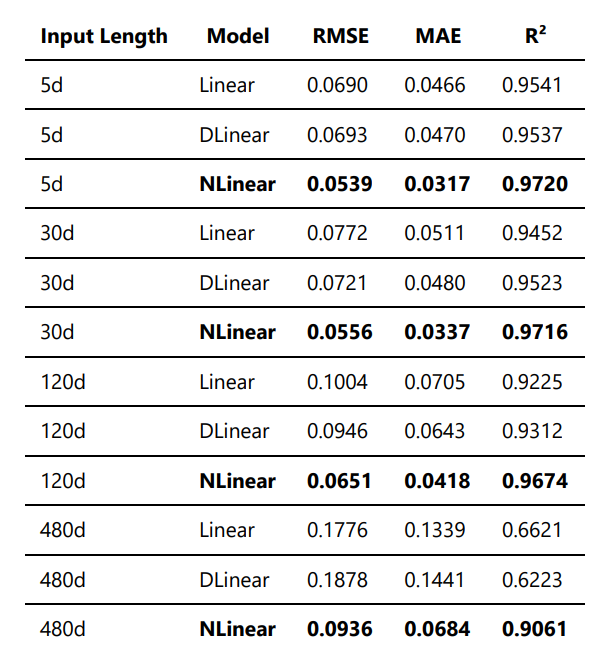 Input Length Model RMSE MAE R²
5d Linear 0.0690 0.0466 0.9541
5d DLinear 0.0693 0.0470 0.9537
5d NLinear 0.0539 0.0317 0.9720
30d Linear 0.0772 0.0511 0.9452
30d DLinear 0.0721 0.0480 0.9523
30d NLinear 0.0556 0.0337 0.9716
120d Linear 0.1004 0.0705 0.9225
120d DLinear 0.0946 0.0643 0.9312
120d NLinear 0.0651 0.0418 0.9674
480d Linear 0.1776 0.1339 0.6621
480d DLinear 0.1878 0.1441 0.6223
480d NLinear 0.0936 0.0684 0.9061